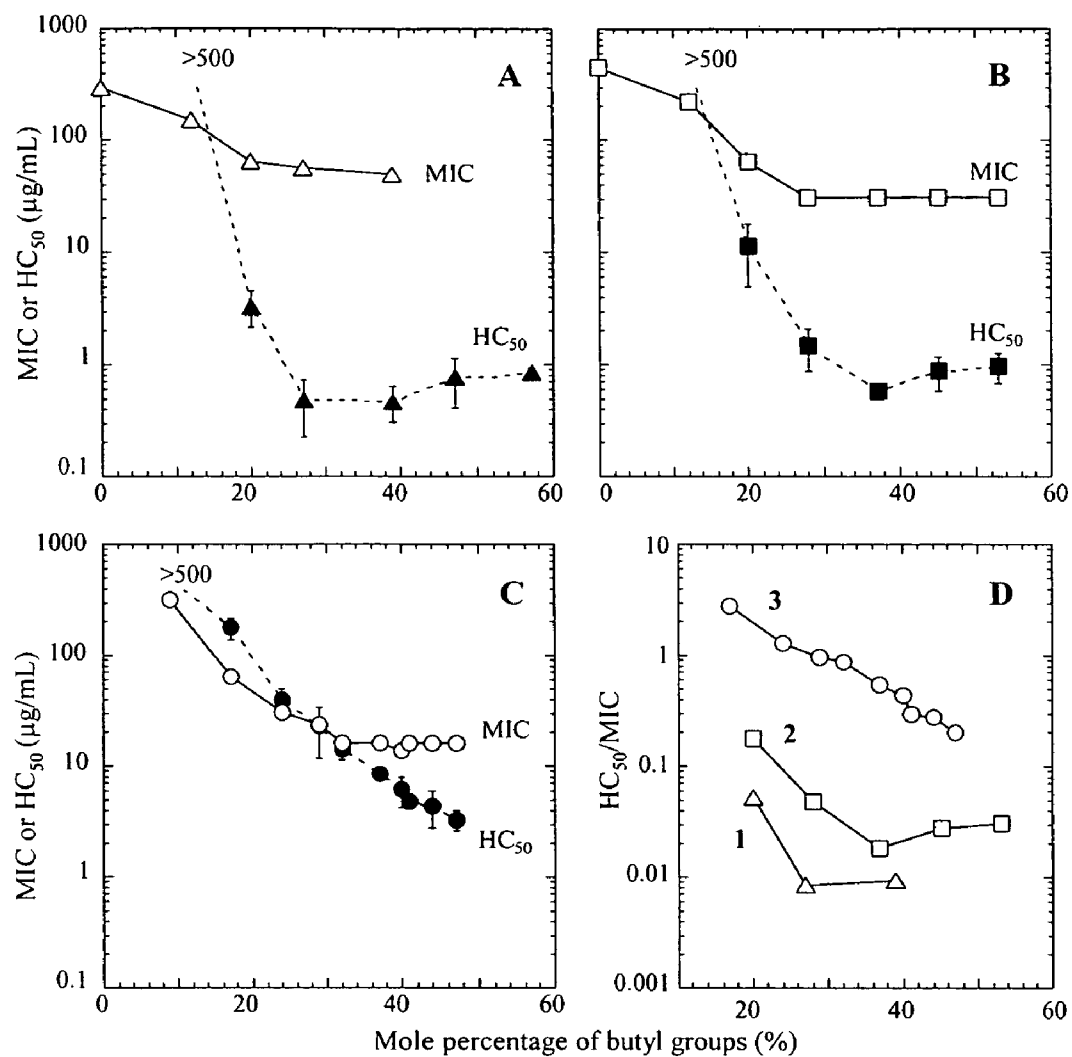 1000
100
10
1
0.1
MIC or HC₅₀ (µg/mL)
>500
A
MIC
HC₅₀
0 20 40 60
>500
B
MIC
HC₅₀
0 20 40 60
1000
100
10
1
0.1
MIC or HC₅₀ (µg/mL)
>500
C
MIC
HC₅₀
0 20 40 60
10
1
0.1
0.01
0.001
HC₅₀/MIC
3
D
2
1
20 40 60
Mole percentage of butyl groups (%)